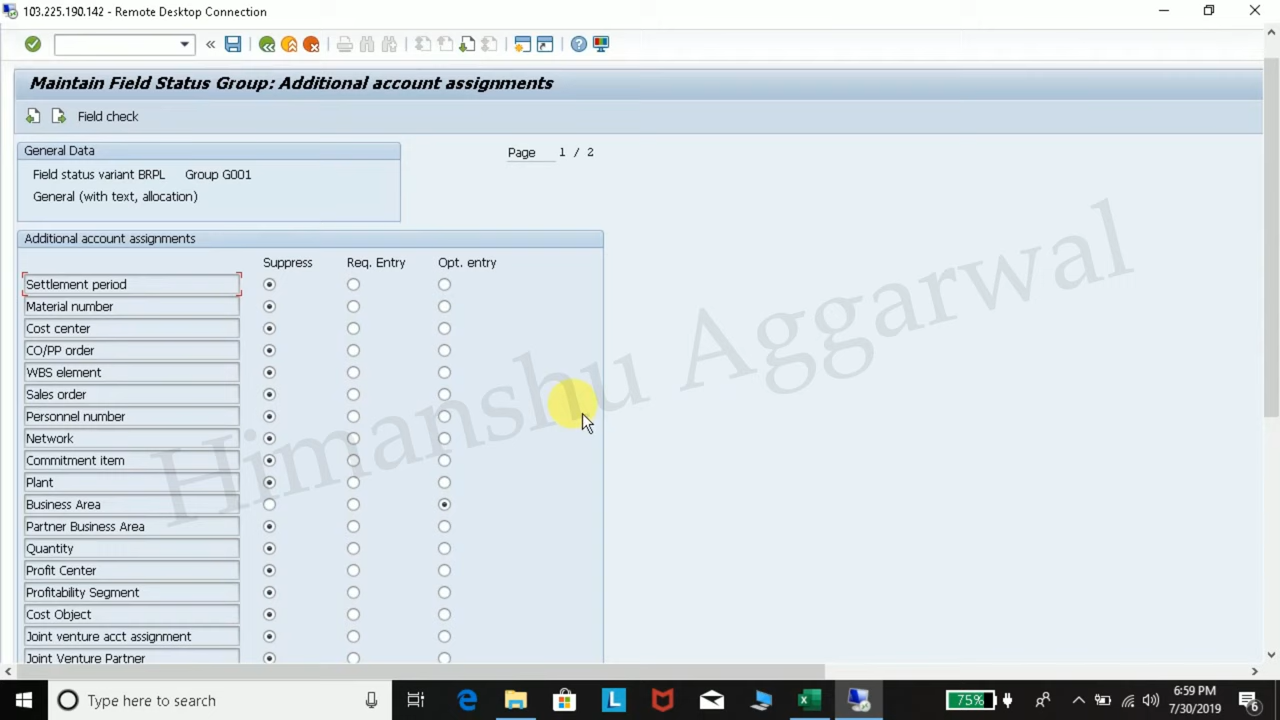 103.225.190.142 - Remote Desktop Connection
Maintain Field Status Group: Additional account assignments
Field check
General Data
Page 1 / 2
Field status variant BRPL Group G001
General (with text, allocation)
Additional account assignments
Suppress Req. Entry Opt. entry
Settlement period
Material number
Cost center
CO/PP order
WBS element
Sales order
Personnel number
Network
Commitment item
Plant
Business Area
Partner Business Area
Quantity
Profit Center
Profitability Segment
Cost Object
Joint venture acct assignment
Joint Venture Partner
Himanshu Aggarwal
Type here to search
75%
6:59 PM
7/30/2019
6